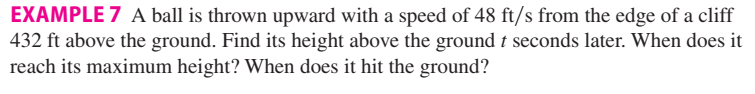 EXAMPLE 7 A ball is thrown upward with a speed of 48 ft/s from the edge of a cliff
432 ft above the ground. Find its height above the ground t seconds later. When does it
reach its maximum height? When does it hit the ground?